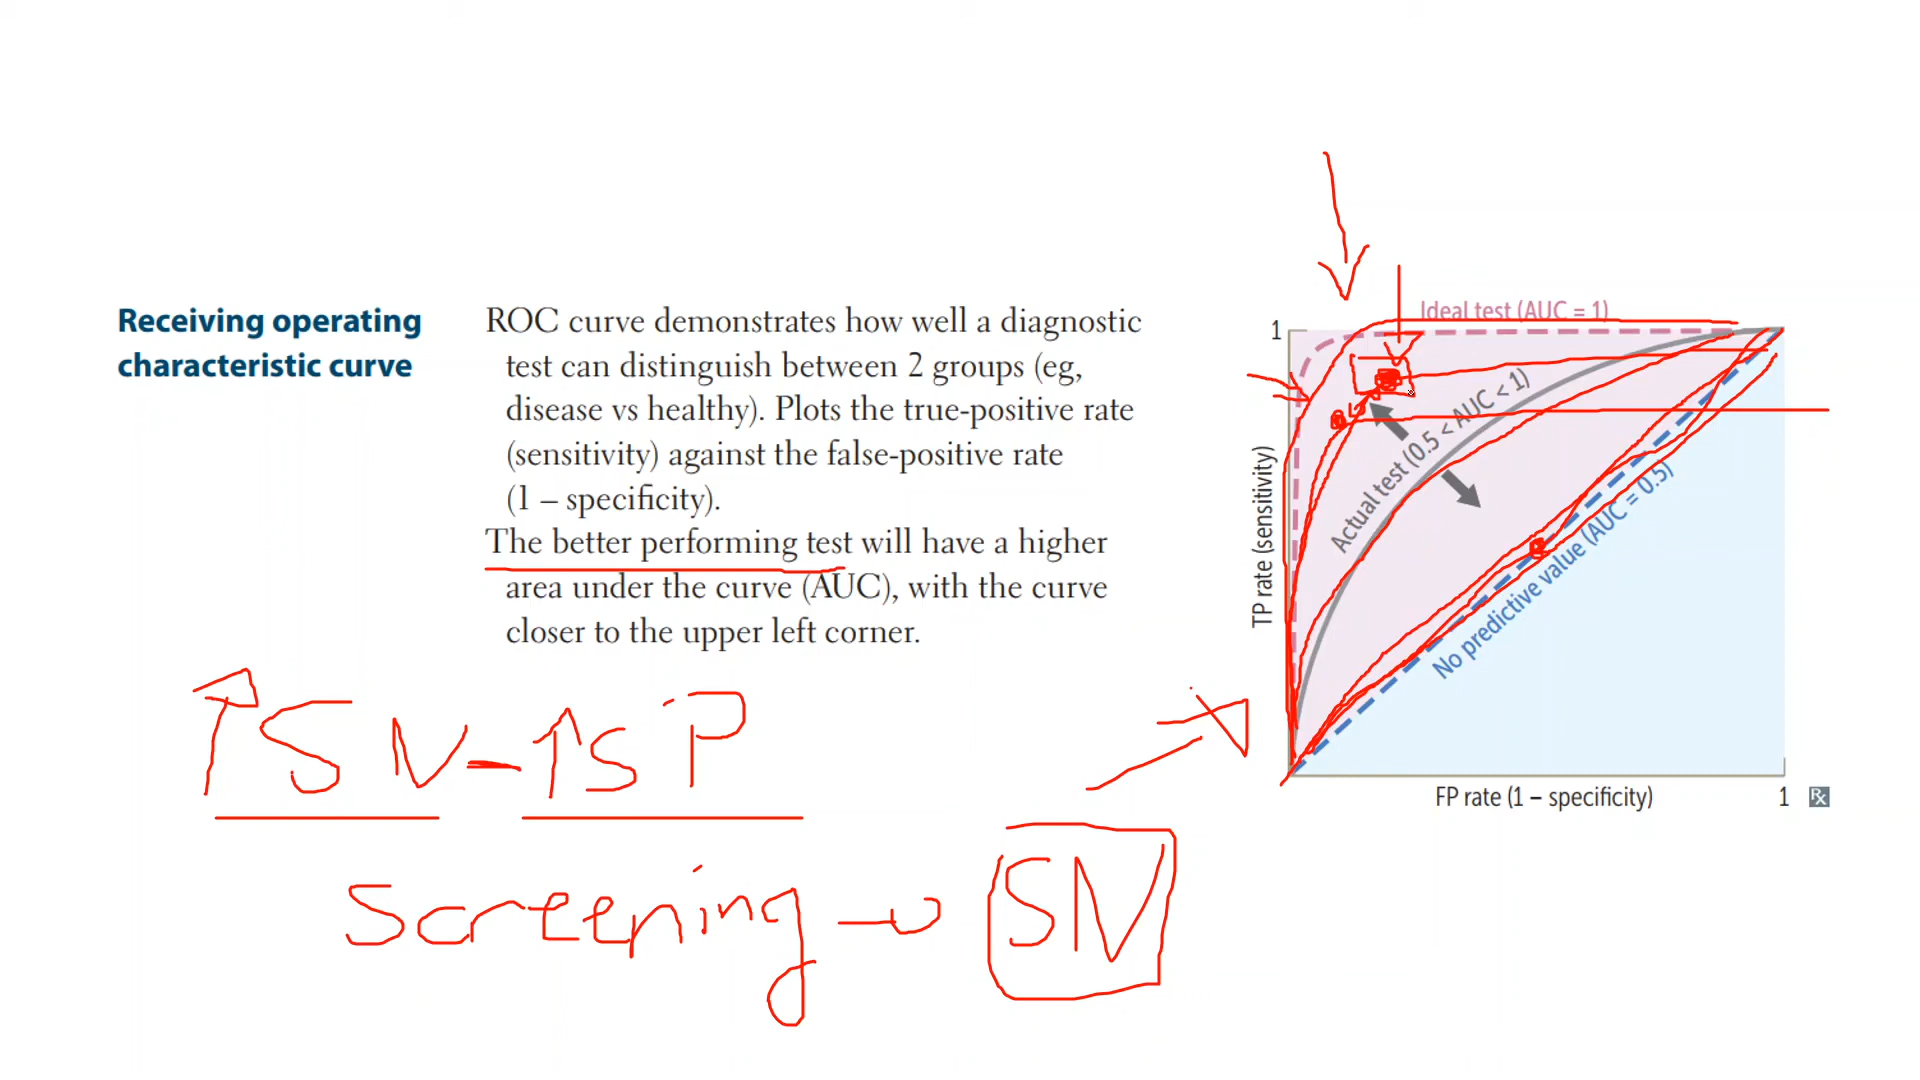 Receiving operating
characteristic curve
ROC curve demonstrates how well a diagnostic
test can distinguish between 2 groups (eg,
disease vs healthy). Plots the true-positive rate
(sensitivity) against the false-positive rate
(1 – specificity).
The better performing test will have a higher
area under the curve (AUC), with the curve
closer to the upper left corner.
↑SN-↑SP
Screening → SN
Ideal test (AUC = 1)
1
Actual test (0.5 < AUC < 1)
No predictive value (AUC = 0.5)
TP rate (sensitivity)
FP rate (1 – specificity)
1
Rx